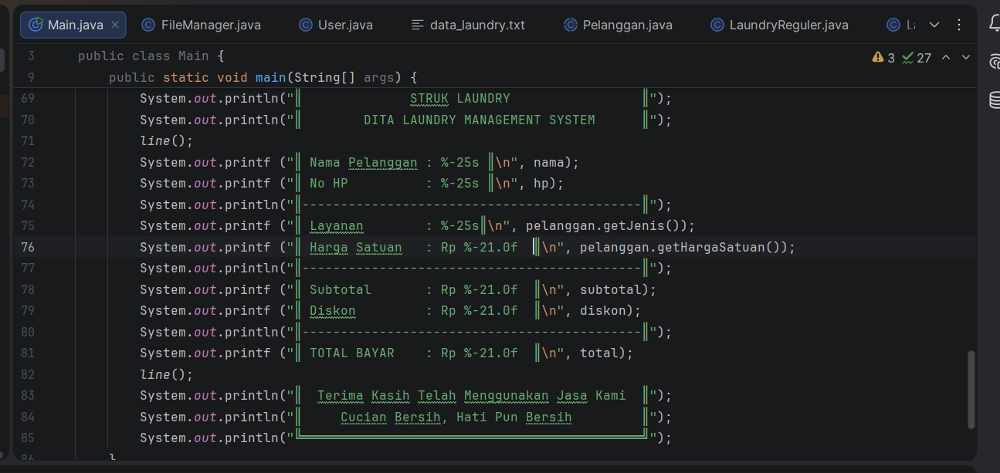 Main.java × FileManager.java User.java data_laundry.txt Pelanggan.java LaundryReguler.java
3 public class Main {
3 27
9 public static void main(String[] args) {
69 System.out.println("║              STRUK LAUNDRY                 ║");
70 System.out.println("║        DITA LAUNDRY MANAGEMENT SYSTEM      ║");
71 line();
72 System.out.printf ("║ Nama Pelanggan : %-25s ║\n", nama);
73 System.out.printf ("║ No HP          : %-25s ║\n", hp);
74 System.out.println("║--------------------------------------------║");
75 System.out.printf ("║ Layanan        : %-25s║\n", pelanggan.getJenis());
76 System.out.printf ("║ Harga Satuan   : Rp %-21.0f  ║\n", pelanggan.getHargaSatuan());
77 System.out.println("║--------------------------------------------║");
78 System.out.printf ("║ Subtotal       : Rp %-21.0f  ║\n", subtotal);
79 System.out.printf ("║ Diskon         : Rp %-21.0f  ║\n", diskon);
80 System.out.println("║--------------------------------------------║");
81 System.out.printf ("║ TOTAL BAYAR    : Rp %-21.0f  ║\n", total);
82 line();
83 System.out.println("║  Terima Kasih Telah Menggunakan Jasa Kami  ║");
84 System.out.println("║     Cucian Bersih, Hati Pun Bersih         ║");
85 System.out.println("╚════════════════════════════════════════════╝");